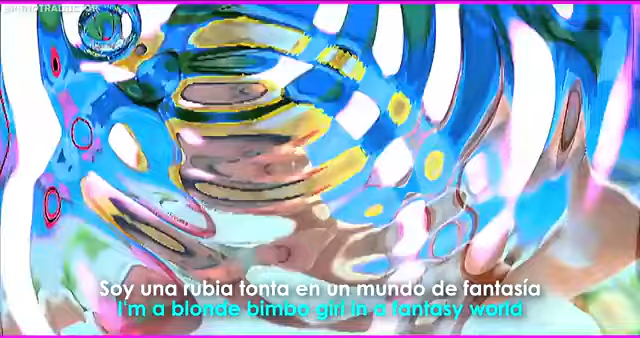 Soy una rubia tonta en un mundo de fantasía
I'm a blonde bimbo girl in a fantasy world